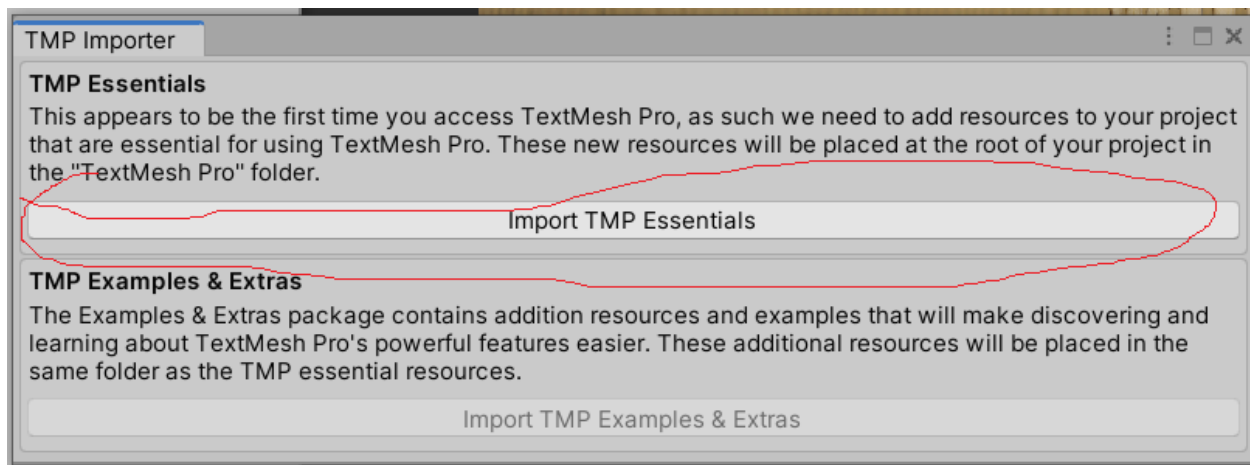 TMP Importer
TMP Essentials
This appears to be the first time you access TextMesh Pro, as such we need to add resources to your project
that are essential for using TextMesh Pro. These new resources will be placed at the root of your project in
the "TextMesh Pro" folder.
Import TMP Essentials
TMP Examples & Extras
The Examples & Extras package contains addition resources and examples that will make discovering and
learning about TextMesh Pro's powerful features easier. These additional resources will be placed in the
same folder as the TMP essential resources.
Import TMP Examples & Extras